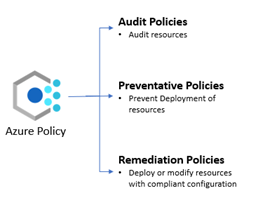 Audit Policies
• Audit resources
Preventative Policies
• Prevent Deployment of
resources
Azure Policy
Remediation Policies
• Deploy or modify resources
with compliant configuration